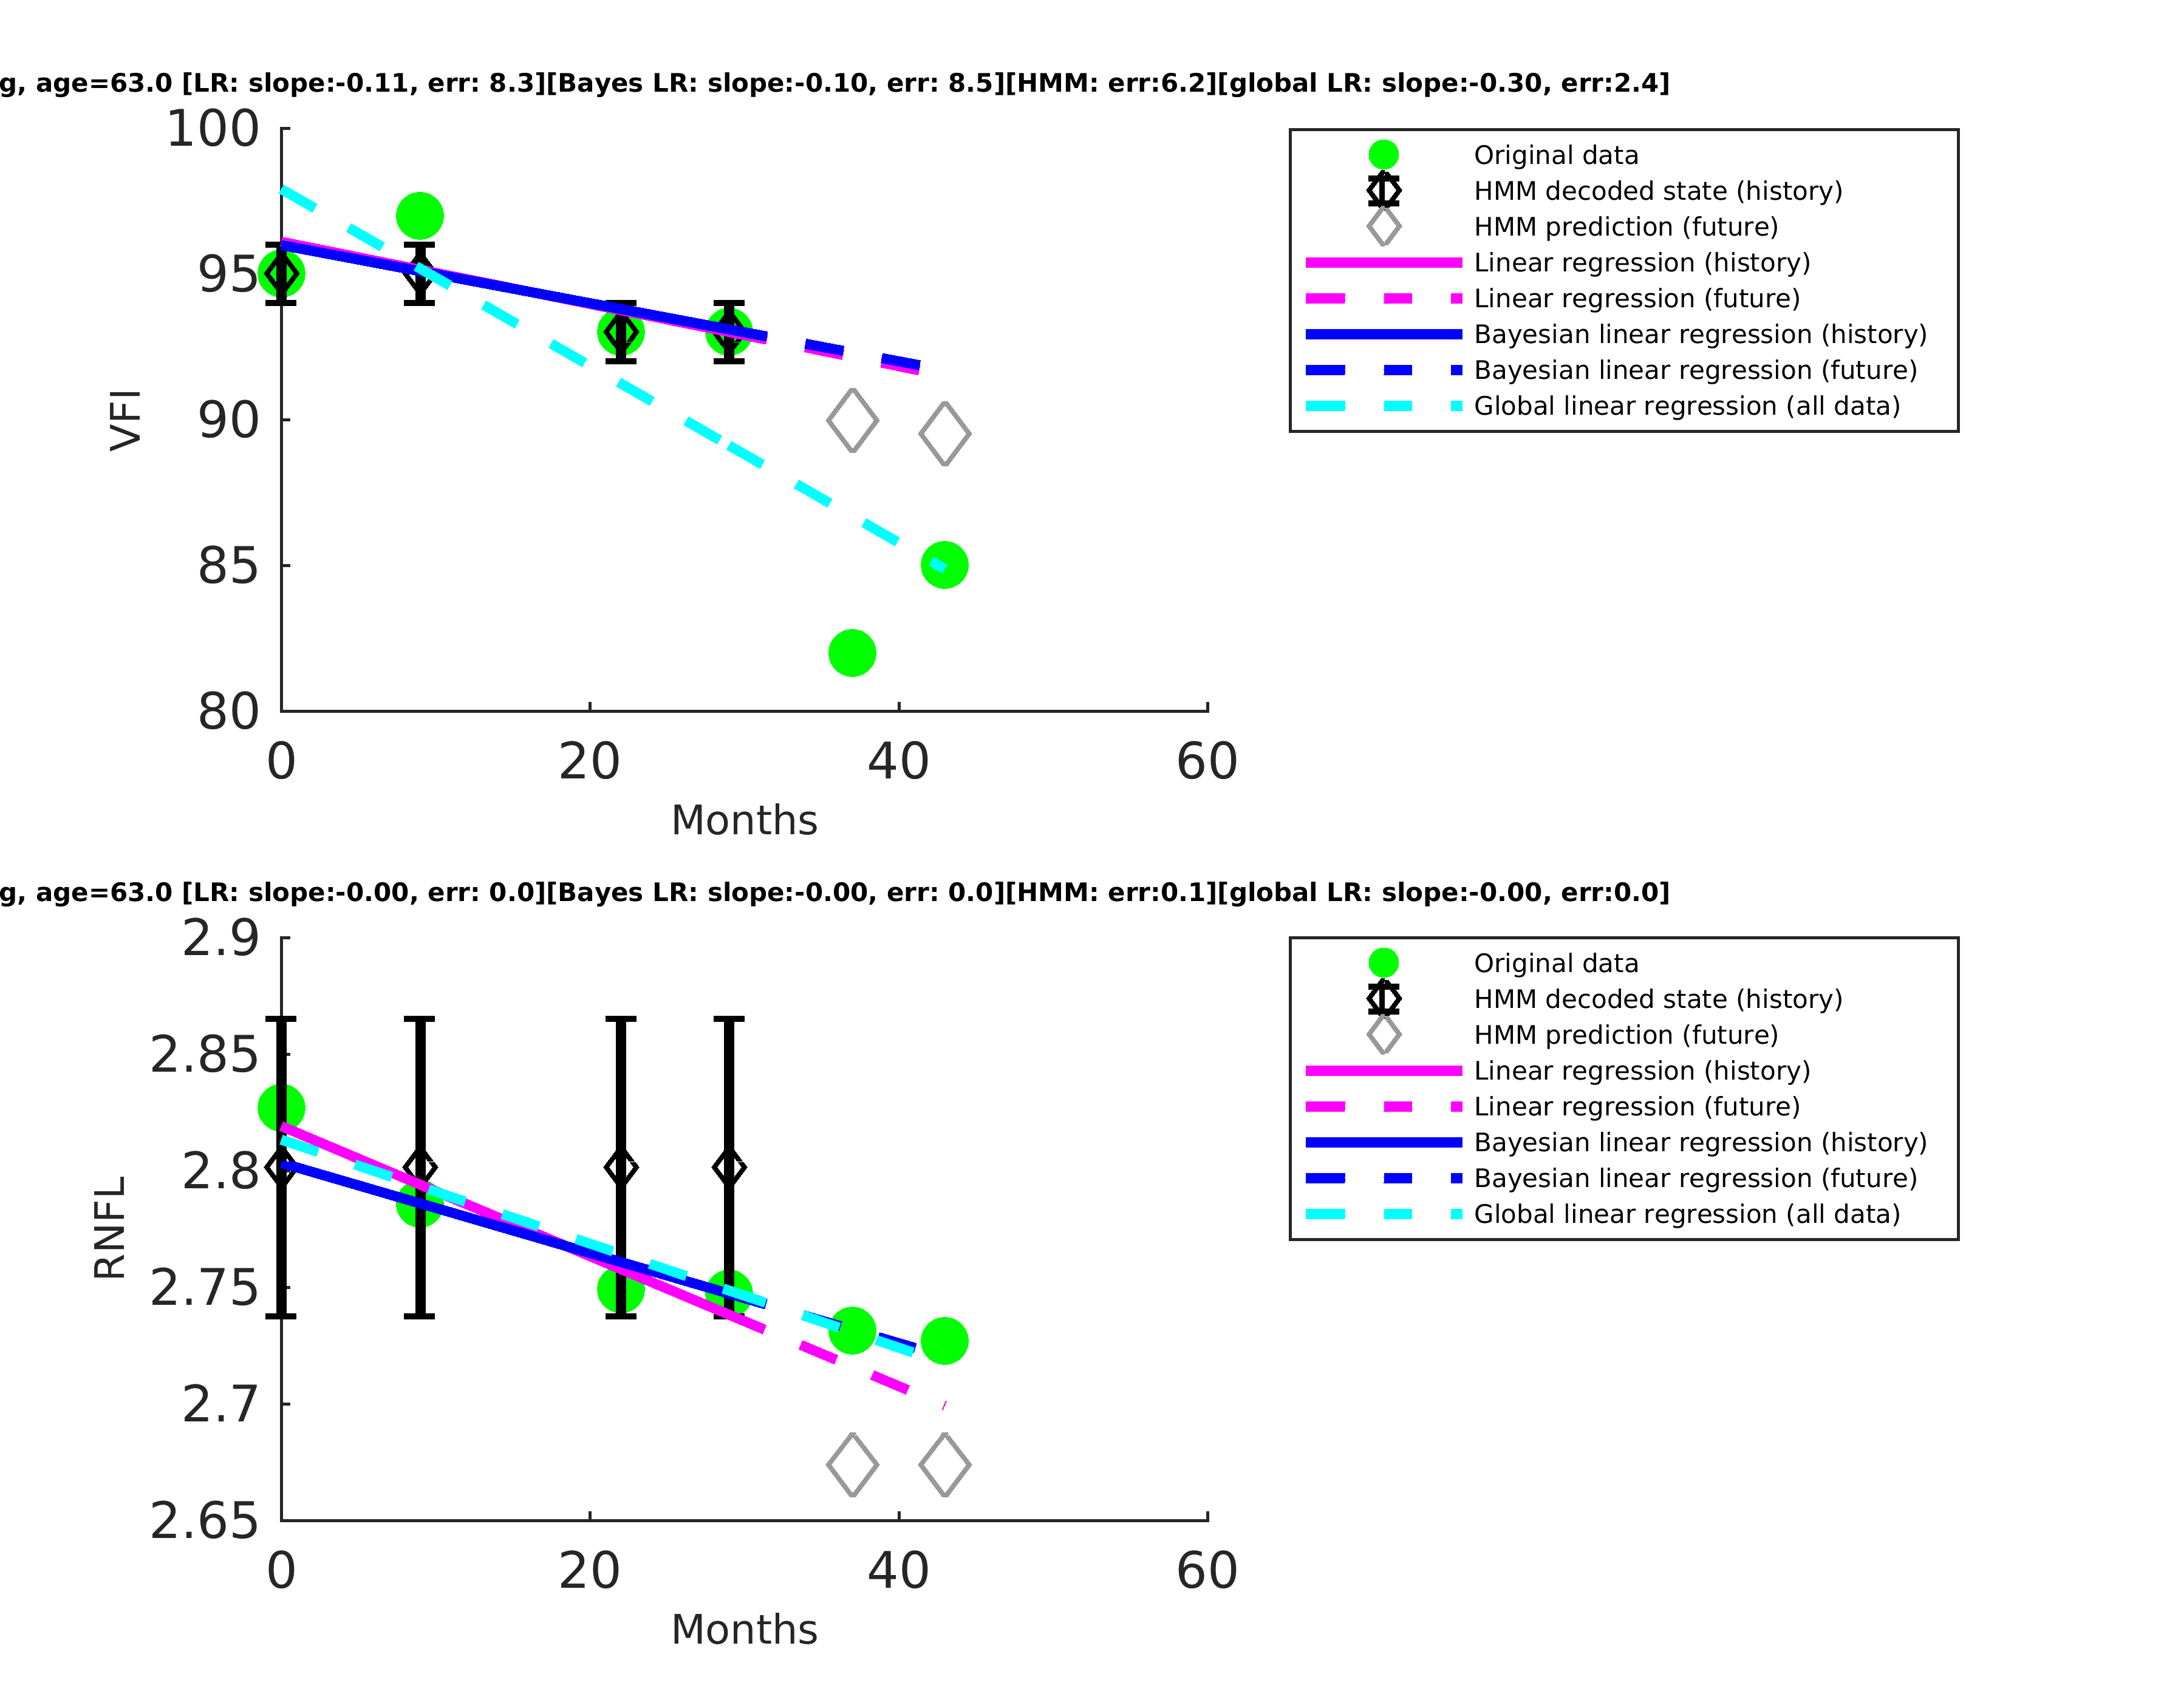 g, age=63.0 [LR: slope:-0.11, err: 8.3][Bayes LR: slope:-0.10, err: 8.5][HMM: err:6.2][global LR: slope:-0.30, err:2.4]
100
95
90
85
80
VFI
0 20 40 60
Months
Original data
HMM decoded state (history)
HMM prediction (future)
Linear regression (history)
Linear regression (future)
Bayesian linear regression (history)
Bayesian linear regression (future)
Global linear regression (all data)
g, age=63.0 [LR: slope:-0.00, err: 0.0][Bayes LR: slope:-0.00, err: 0.0][HMM: err:0.1][global LR: slope:-0.00, err:0.0]
2.9
2.85
2.8
2.75
2.7
2.65
RNFL
0 20 40 60
Months
Original data
HMM decoded state (history)
HMM prediction (future)
Linear regression (history)
Linear regression (future)
Bayesian linear regression (history)
Bayesian linear regression (future)
Global linear regression (all data)